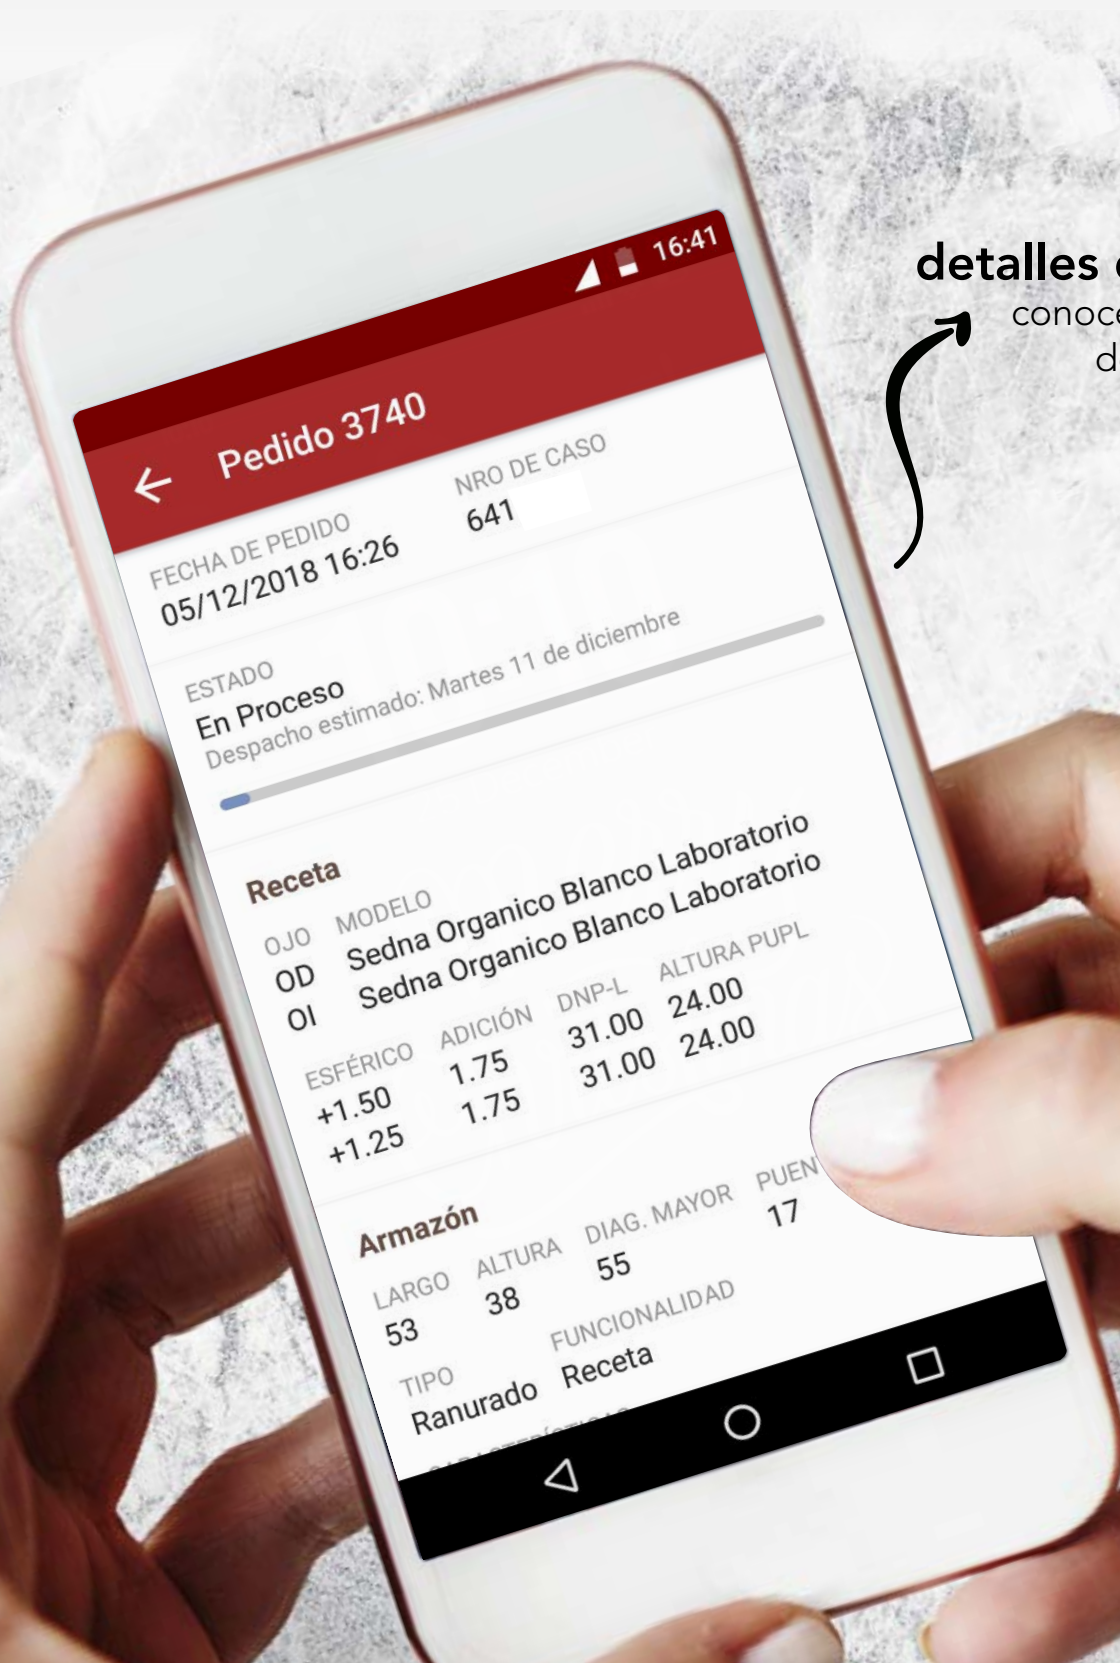 16:41
Pedido 3740
FECHA DE PEDIDO NRO DE CASO
05/12/2018 16:26 641
ESTADO
En Proceso
Despacho estimado: Martes 11 de diciembre
Receta
OJO MODELO
OD Sedna Organico Blanco Laboratorio
OI Sedna Organico Blanco Laboratorio
ESFÉRICO ADICIÓN DNP-L ALTURA PUPL
+1.50 1.75 31.00 24.00
+1.25 1.75 31.00 24.00
Armazón
LARGO ALTURA DIAG. MAYOR PUEN
53 38 55 17
TIPO FUNCIONALIDAD
Ranurado Receta
detalles
conoce
d